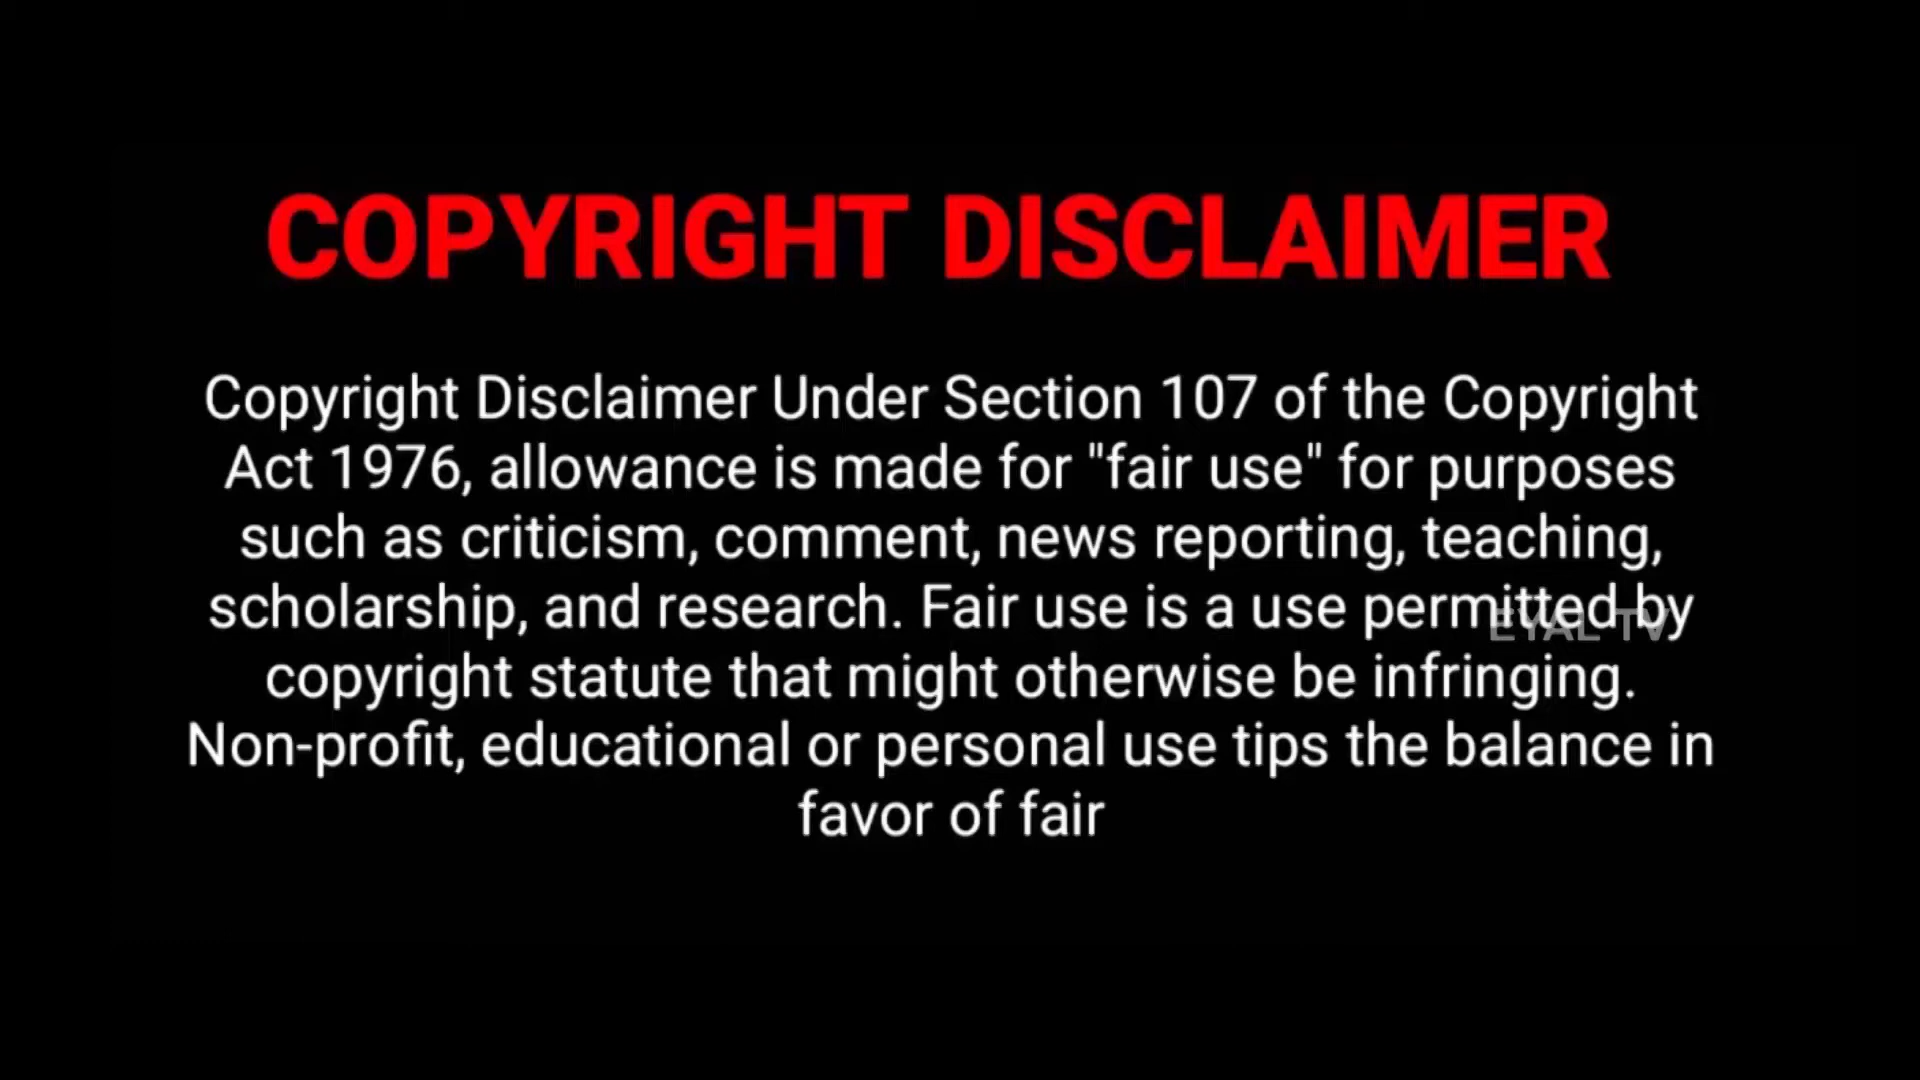 COPYRIGHT DISCLAIMER
Copyright Disclaimer Under Section 107 of the Copyright
Act 1976, allowance is made for "fair use" for purposes
such as criticism, comment, news reporting, teaching,
scholarship, and research. Fair use is a use permitted by
EYAL TV
copyright statute that might otherwise be infringing.
Non-profit, educational or personal use tips the balance in
favor of fair